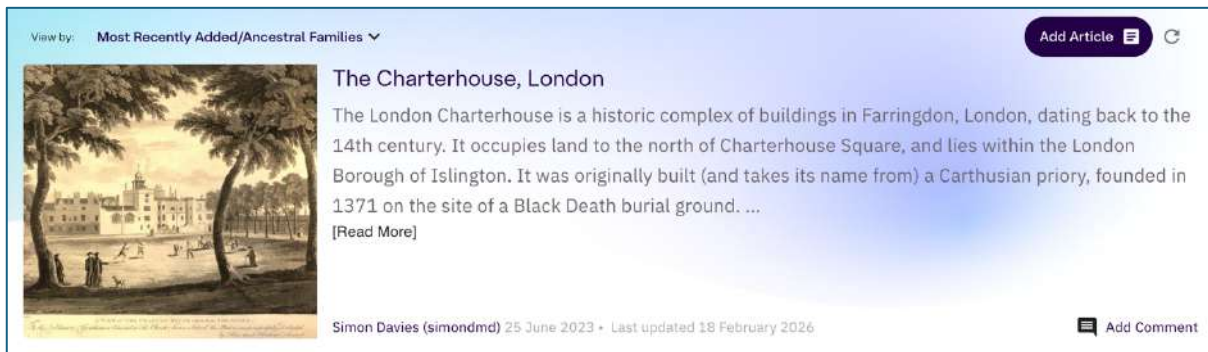 View by: Most Recently Added/Ancestral Families
Add Article
The Charterhouse, London
The London Charterhouse is a historic complex of buildings in Farringdon, London, dating back to the
14th century. It occupies land to the north of Charterhouse Square, and lies within the London
Borough of Islington. It was originally built (and takes its name from) a Carthusian priory, founded in
1371 on the site of a Black Death burial ground. ...
[Read More]
Simon Davies (simondmd) 25 June 2023 • Last updated 18 February 2026
Add Comment